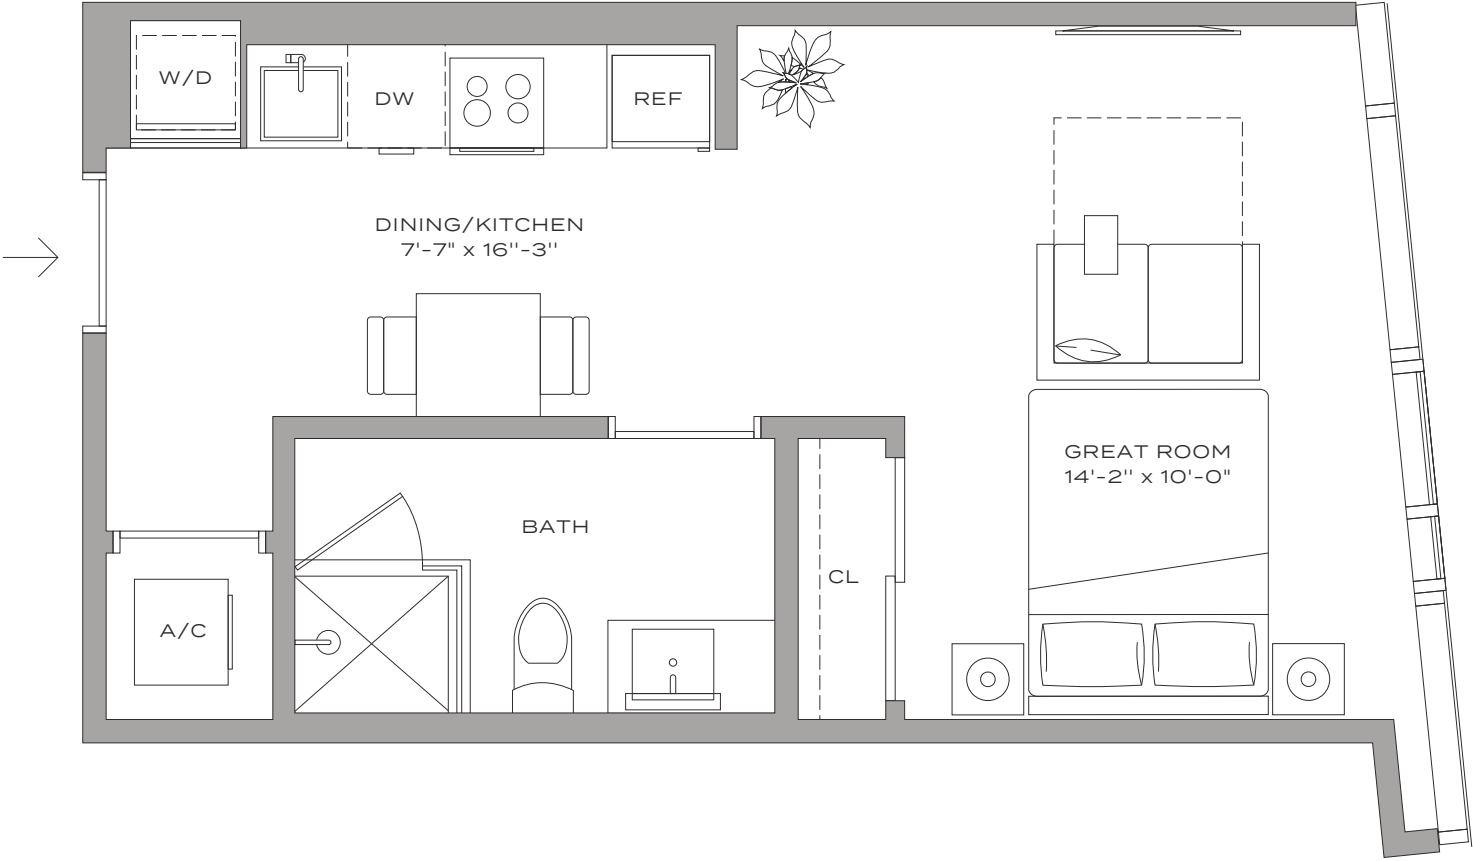 W/D
DW
REF
DINING/KITCHEN
7'-7" x 16''-3''
GREAT ROOM
14'-2'' x 10'-0"
BATH
CL
A/C